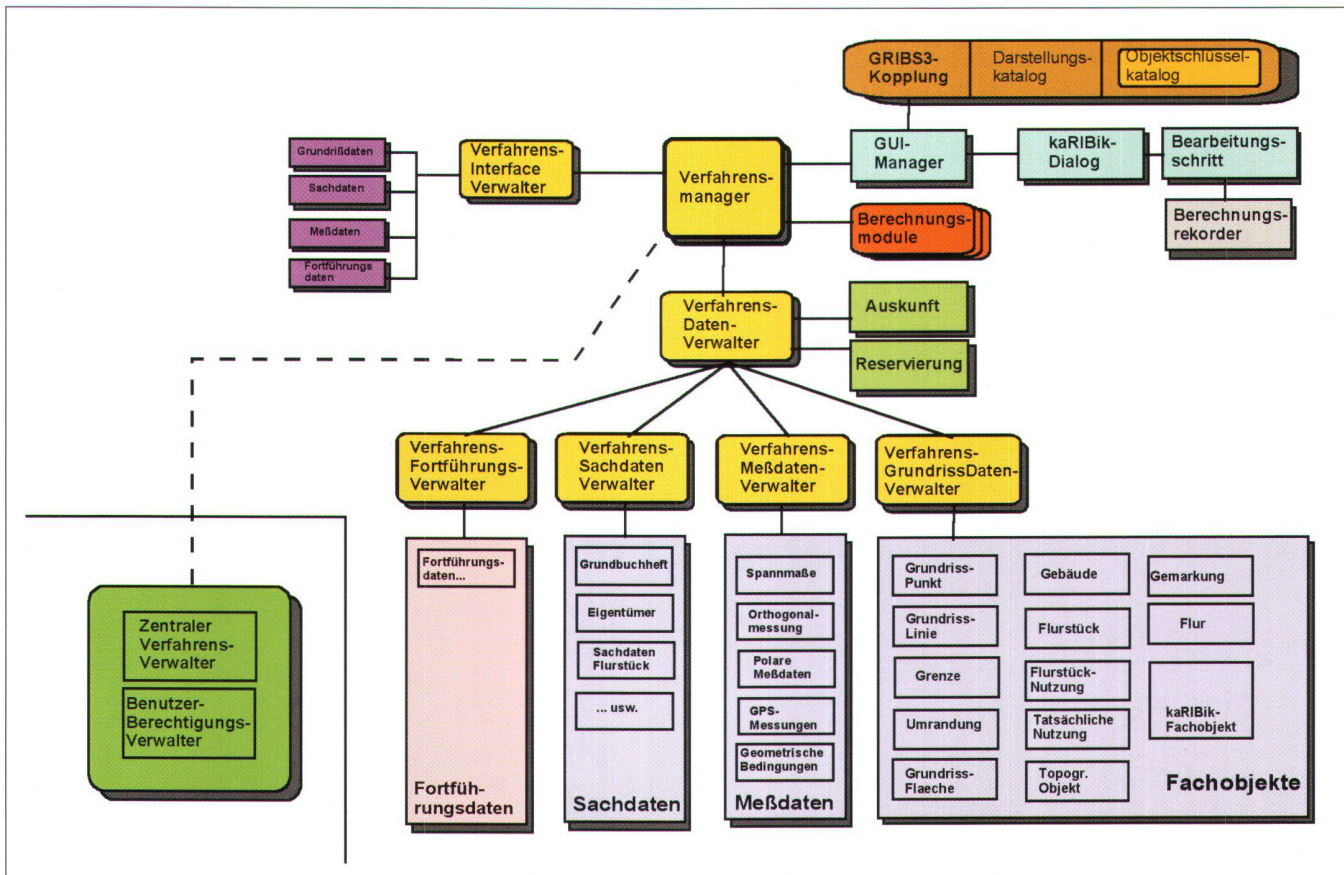 GRIBS3-
Kopplung
Darstellungs-
katalog
Objektschlüssel-
katalog
Grundrißdaten
Sachdaten
Meßdaten
Fortführungs
daten
Verfahrens-
Interface
Verwalter
Verfahrens
manager
GUI-
Manager
kaRIBik-
Dialog
Bearbeitungs-
schritt
Berechnungs-
module
Berechnungs-
rekorder
Verfahrens-
Daten-
Verwalter
Auskunft
Reservierung
Verfahrens-
Fortführungs-
Verwalter
Verfahrens-
Sachdaten
Verwalter
Verfahrens-
Meßdaten-
Verwalter
Verfahrens-
GrundrissDaten-
Verwalter
Fortführungs-
daten...
Fortfüh-
rungsdaten
Grundbuchheft
Eigentümer
Sachdaten
Flurstück
... usw.
Sachdaten
Spannmaße
Orthogonal-
messung
Polare
Meßdaten
GPS-
Messungen
Geometrische
Bedingungen
Meßdaten
Grundriss-
Punkt
Grundriss-
Linie
Grenze
Umrandung
Grundriss-
Flaeche
Gebäude
Flurstück
Flurstück-
Nutzung
Tatsächliche
Nutzung
Topogr.
Objekt
Gemarkung
Flur
kaRIBik-
Fachobjekt
Fachobjekte
Zentraler
Verfahrens-
Verwalter
Benutzer-
Berechtigungs-
Verwalter